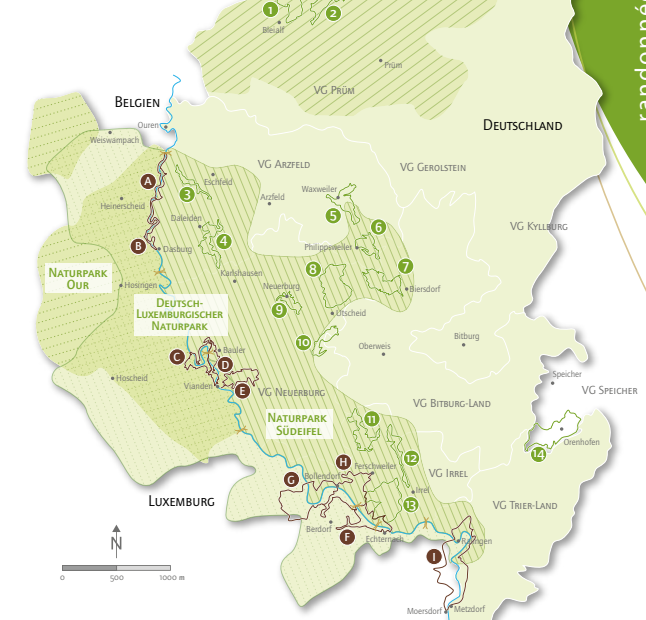 1
2
Bleialf
Prüm
VG Prüm
Belgien
Ouren
Deutschland
Weiswampach
VG Arzfeld
VG Gerolstein
A
Eschfeld
3
Waxweiler
Heinerscheid
Arzfeld
Daleiden
5
6
VG Kyllburg
4
B
Dasburg
Philippsweiler
7
8
Naturpark
Our
Karlshausen
Hosingen
Neuerburg
Biersdorf
Deutsch-
Luxemburgischer
Naturpark
9
Utscheid
10
Bitburg
Oberweis
Bauler
C
D
Speicher
Hoscheid
Vianden
E
VG Neuerburg
VG Speicher
VG Bitburg-Land
Naturpark
Südeifel
11
Orenhofen
14
12
H
Ferschweiler
VG Irrel
G
Bollendorf
Irrel
Luxemburg
13
VG Trier-Land
Berdorf
F
Echternach
Ralingen
I
N
0
500
1000 m
Moersdorf
Metzdorf